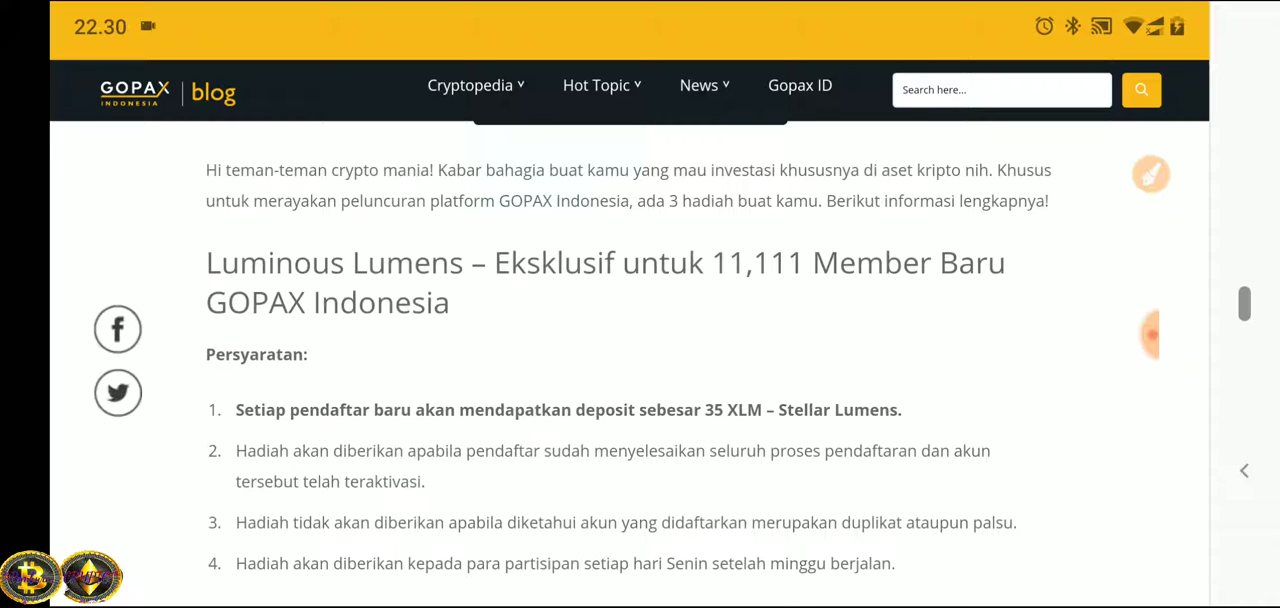 22.30
GOPAX
INDONESIA
blog
Cryptopedia
Hot Topic
News
Gopax ID
Search here...
Hi teman-teman crypto mania! Kabar bahagia buat kamu yang mau investasi khususnya di aset kripto nih. Khusus
untuk merayakan peluncuran platform GOPAX Indonesia, ada 3 hadiah buat kamu. Berikut informasi lengkapnya!
Luminous Lumens – Eksklusif untuk 11,111 Member Baru
GOPAX Indonesia
Persyaratan:
1. Setiap pendaftar baru akan mendapatkan deposit sebesar 35 XLM – Stellar Lumens.
2. Hadiah akan diberikan apabila pendaftar sudah menyelesaikan seluruh proses pendaftaran dan akun
tersebut telah teraktivasi.
3. Hadiah tidak akan diberikan apabila diketahui akun yang didaftarkan merupakan duplikat ataupun palsu.
4. Hadiah akan diberikan kepada para partisipan setiap hari Senin setelah minggu berjalan.